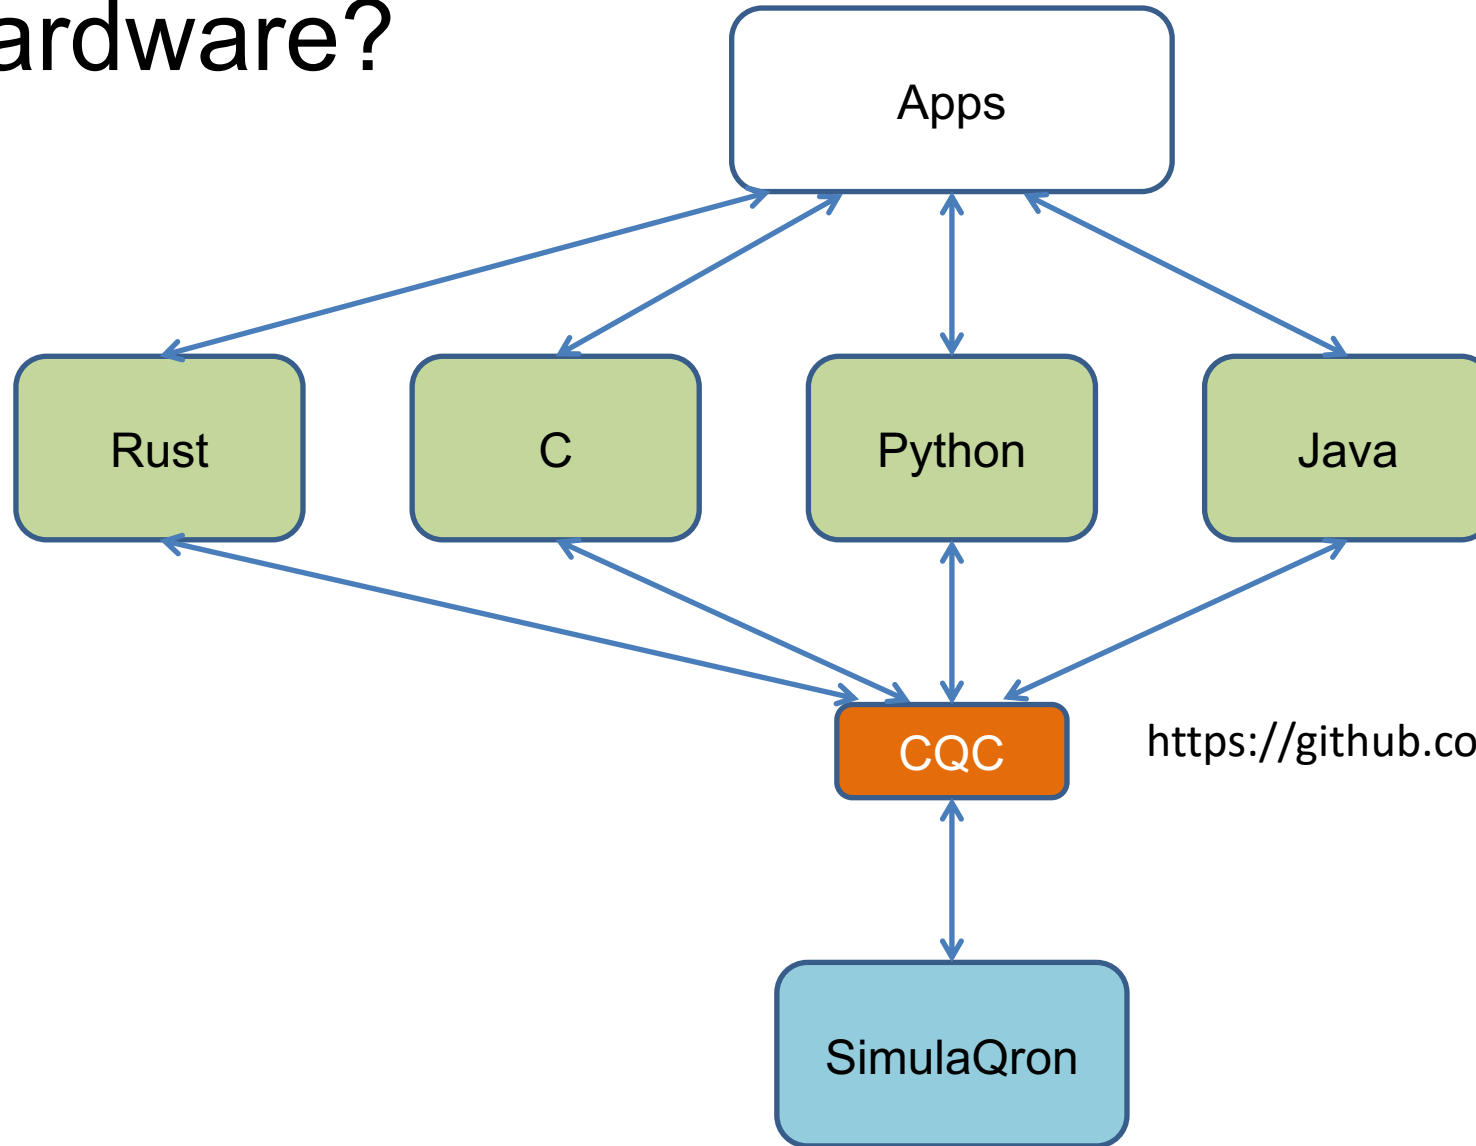 ardware?
Apps
Rust
C
Python
Java
CQC
https://github.co
SimulaQron